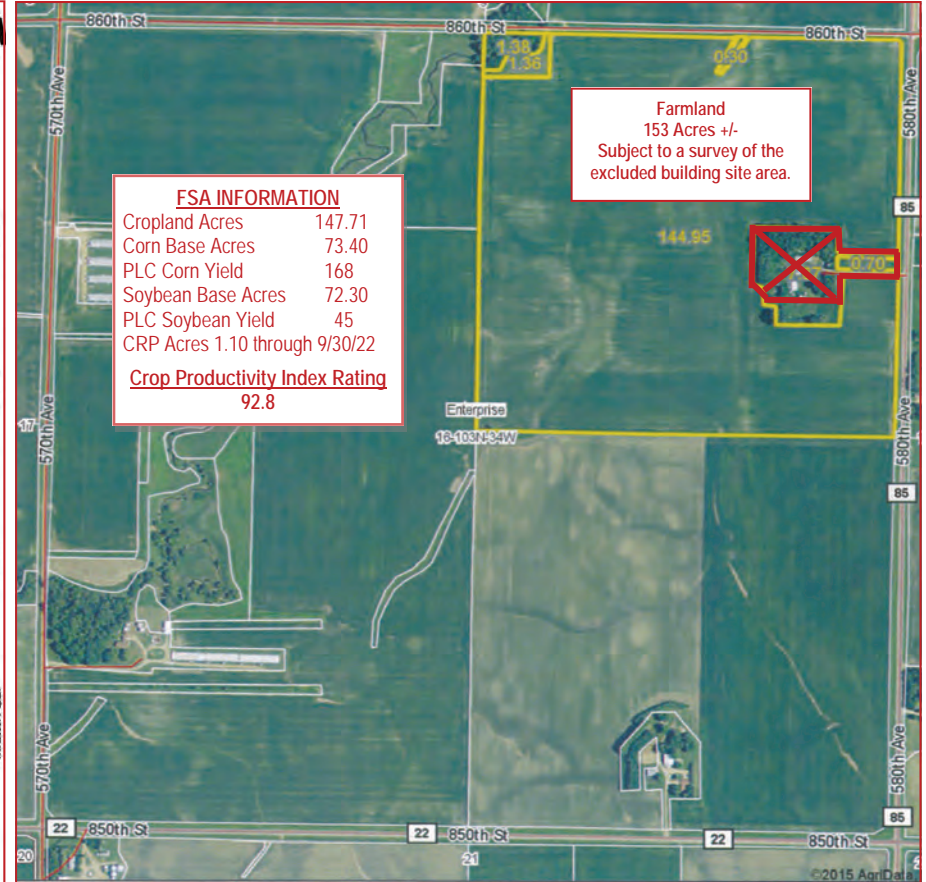 860th St
860th St
860th St
1.38
1.36
0.30
570th Ave
580th Ave
Farmland
153 Acres +/-
Subject to a survey of the
excluded building site area.
FSA INFORMATION
Cropland Acres 147.71
Corn Base Acres 73.40
PLC Corn Yield 168
Soybean Base Acres 72.30
PLC Soybean Yield 45
CRP Acres 1.10 through 9/30/22
Crop Productivity Index Rating
92.8
85
144.95
0.70
Enterprise
16-103N-34W
17
570th Ave
580th Ave
85
570th Ave
580th Ave
85
22 850th St
22 850th St
22 850th St
20
21
©2015 AgriData,